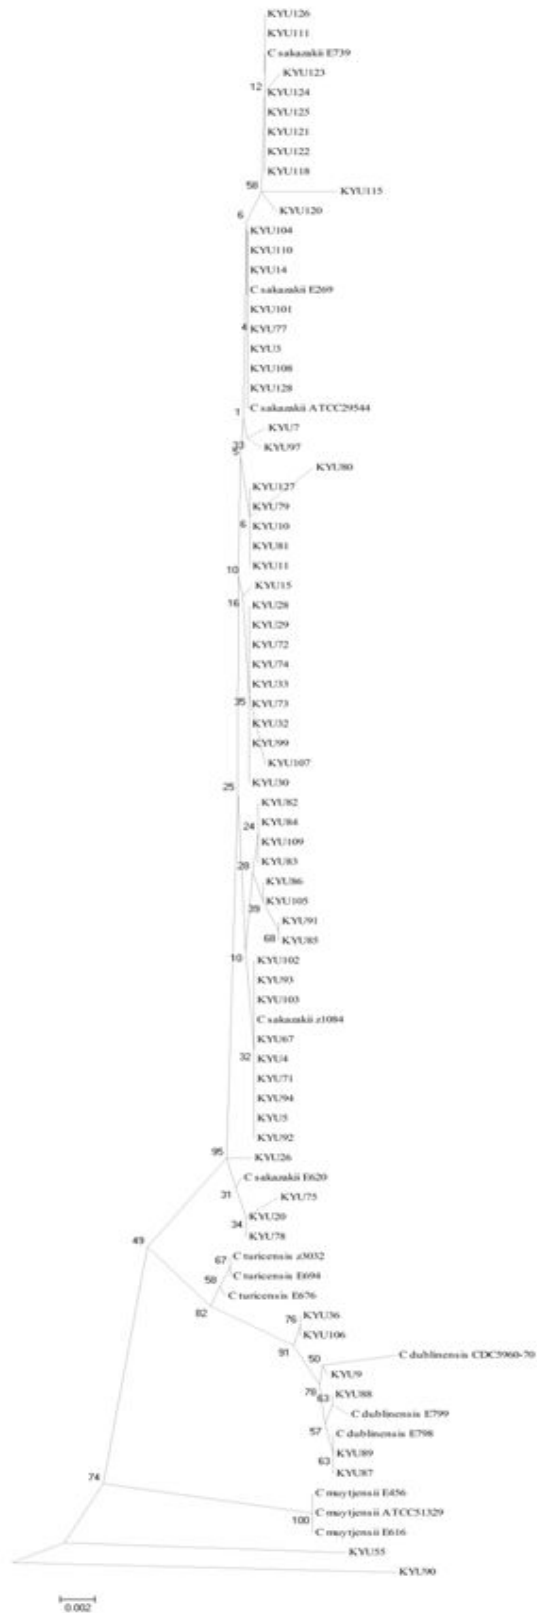 KYU126
KYU111
C sakazakii E739
KYU123
12
KYU124
KYU125
KYU121
KYU122
KYU118
58
KYU115
KYU120
6
KYU104
KYU110
KYU14
C sakazakii E269
KYU101
4
KYU77
KYU3
KYU108
KYU128
1
C sakazakii ATCC29544
KYU7
33
KYU97
5
KYU80
KYU127
KYU79
6
KYU10
KYU81
10
KYU11
KYU15
16
KYU28
KYU29
KYU72
KYU74
KYU33
35
KYU73
KYU32
KYU99
KYU107
25
KYU30
KYU82
24
KYU84
KYU109
28
KYU83
KYU86
39
KYU105
KYU91
68
KYU85
10
KYU102
KYU93
KYU103
C sakazakii z1084
KYU67
32
KYU4
KYU71
KYU94
KYU5
KYU92
95
KYU26
C sakazakii E620
31
KYU75
KYU20
34
KYU78
49
67
C turicensis z3032
58
C turicensis E694
C turicensis E676
82
76
KYU36
KYU106
91
50
C dublinensis CDC5960-70
KYU9
78
63
KYU88
C dublinensis E799
57
C dublinensis E798
63
KYU89
KYU87
74
C muytjensii E456
100
C muytjensii ATCC51329
C muytjensii E616
KYU55
KYU90
0.002